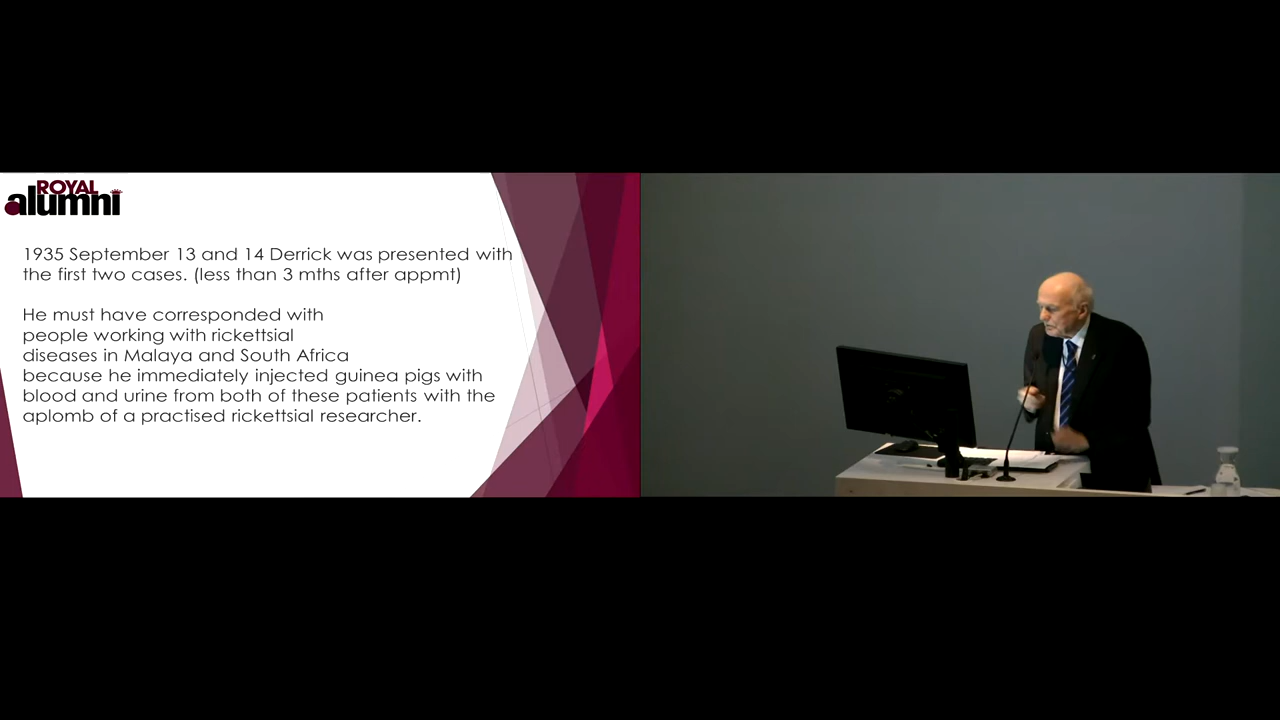 ROYAL
alumni
1935 September 13 and 14 Derrick was presented with
the first two cases. (less than 3 mths after appmt)
He must have corresponded with
people working with rickettsial
diseases in Malaya and South Africa
because he immediately injected guinea pigs with
blood and urine from both of these patients with the
aplomb of a practised rickettsial researcher.